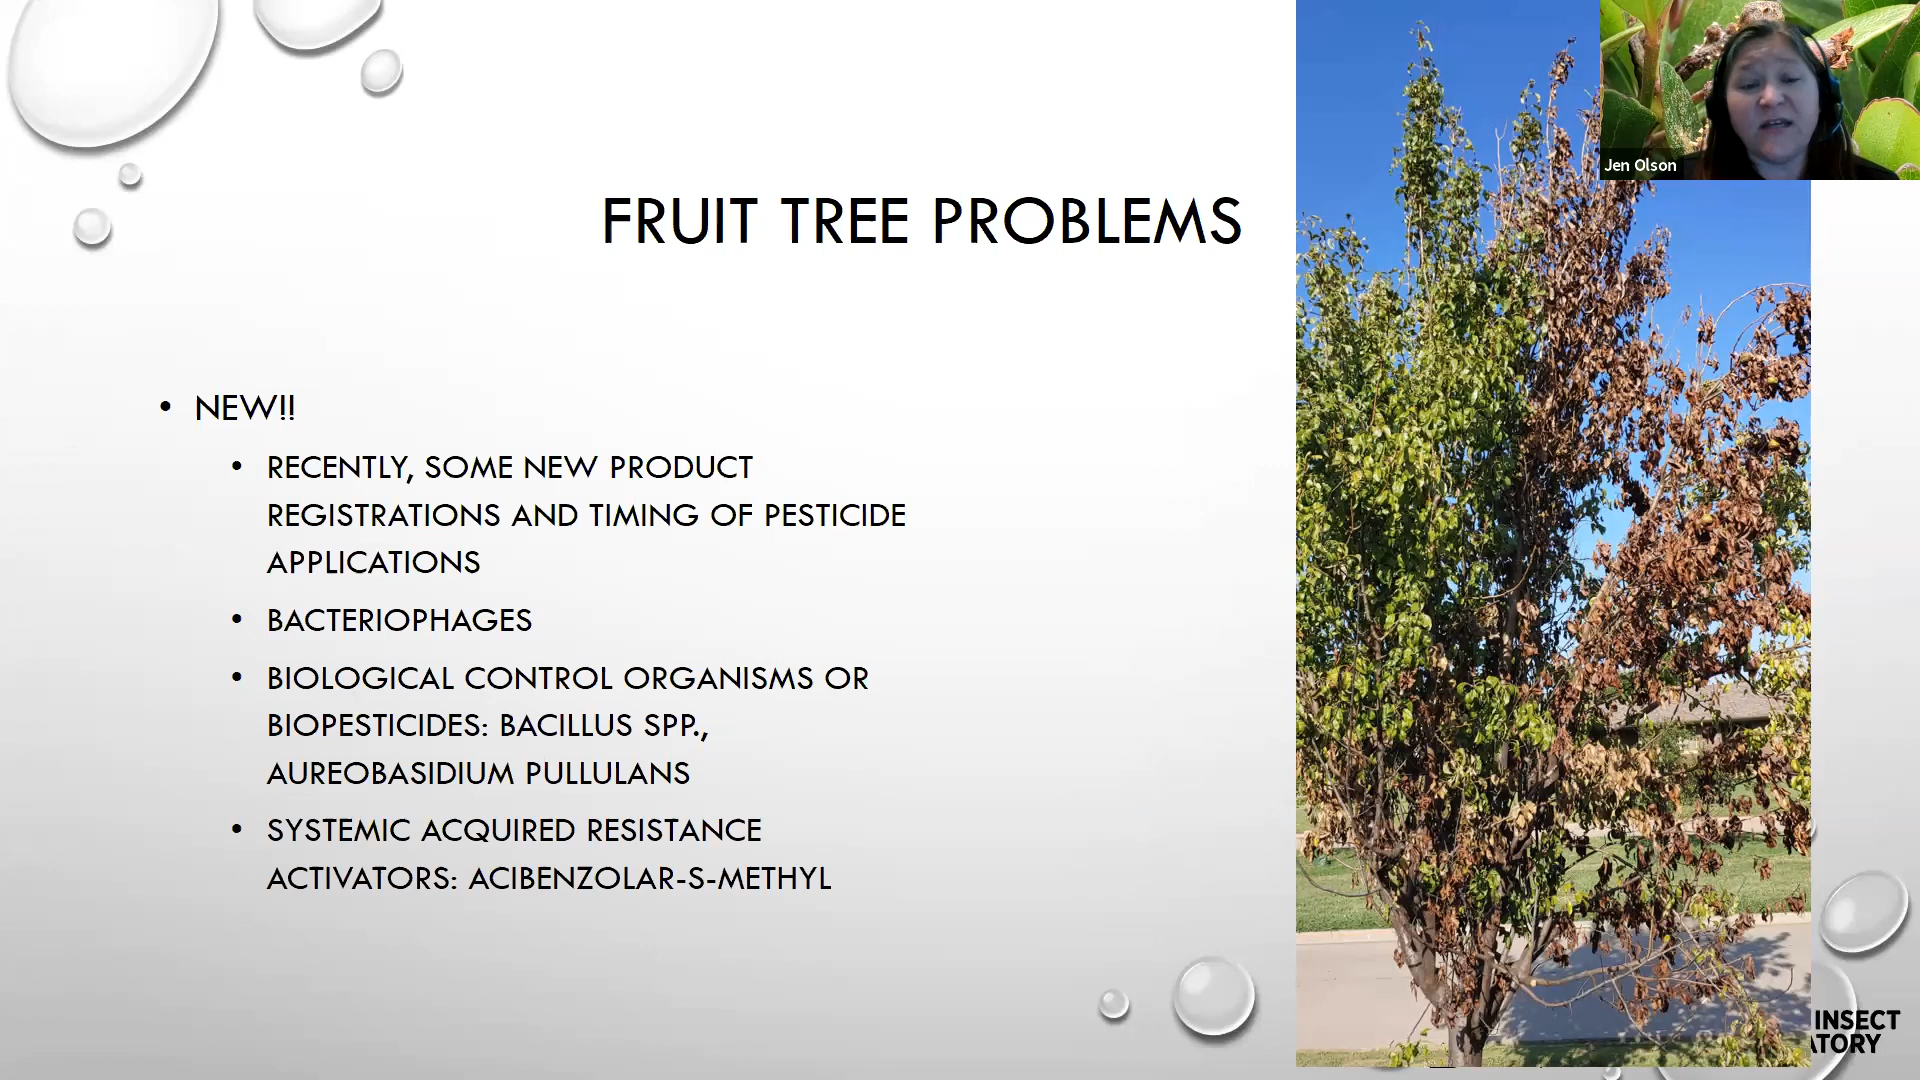 Jen Olson
FRUIT TREE PROBLEMS
• NEW!!
• RECENTLY, SOME NEW PRODUCT
REGISTRATIONS AND TIMING OF PESTICIDE
APPLICATIONS
• BACTERIOPHAGES
• BIOLOGICAL CONTROL ORGANISMS OR
BIOPESTICIDES: BACILLUS SPP.,
AUREOBASIDIUM PULLULANS
• SYSTEMIC ACQUIRED RESISTANCE
ACTIVATORS: ACIBENZOLAR-S-METHYL
INSECT
ATORY